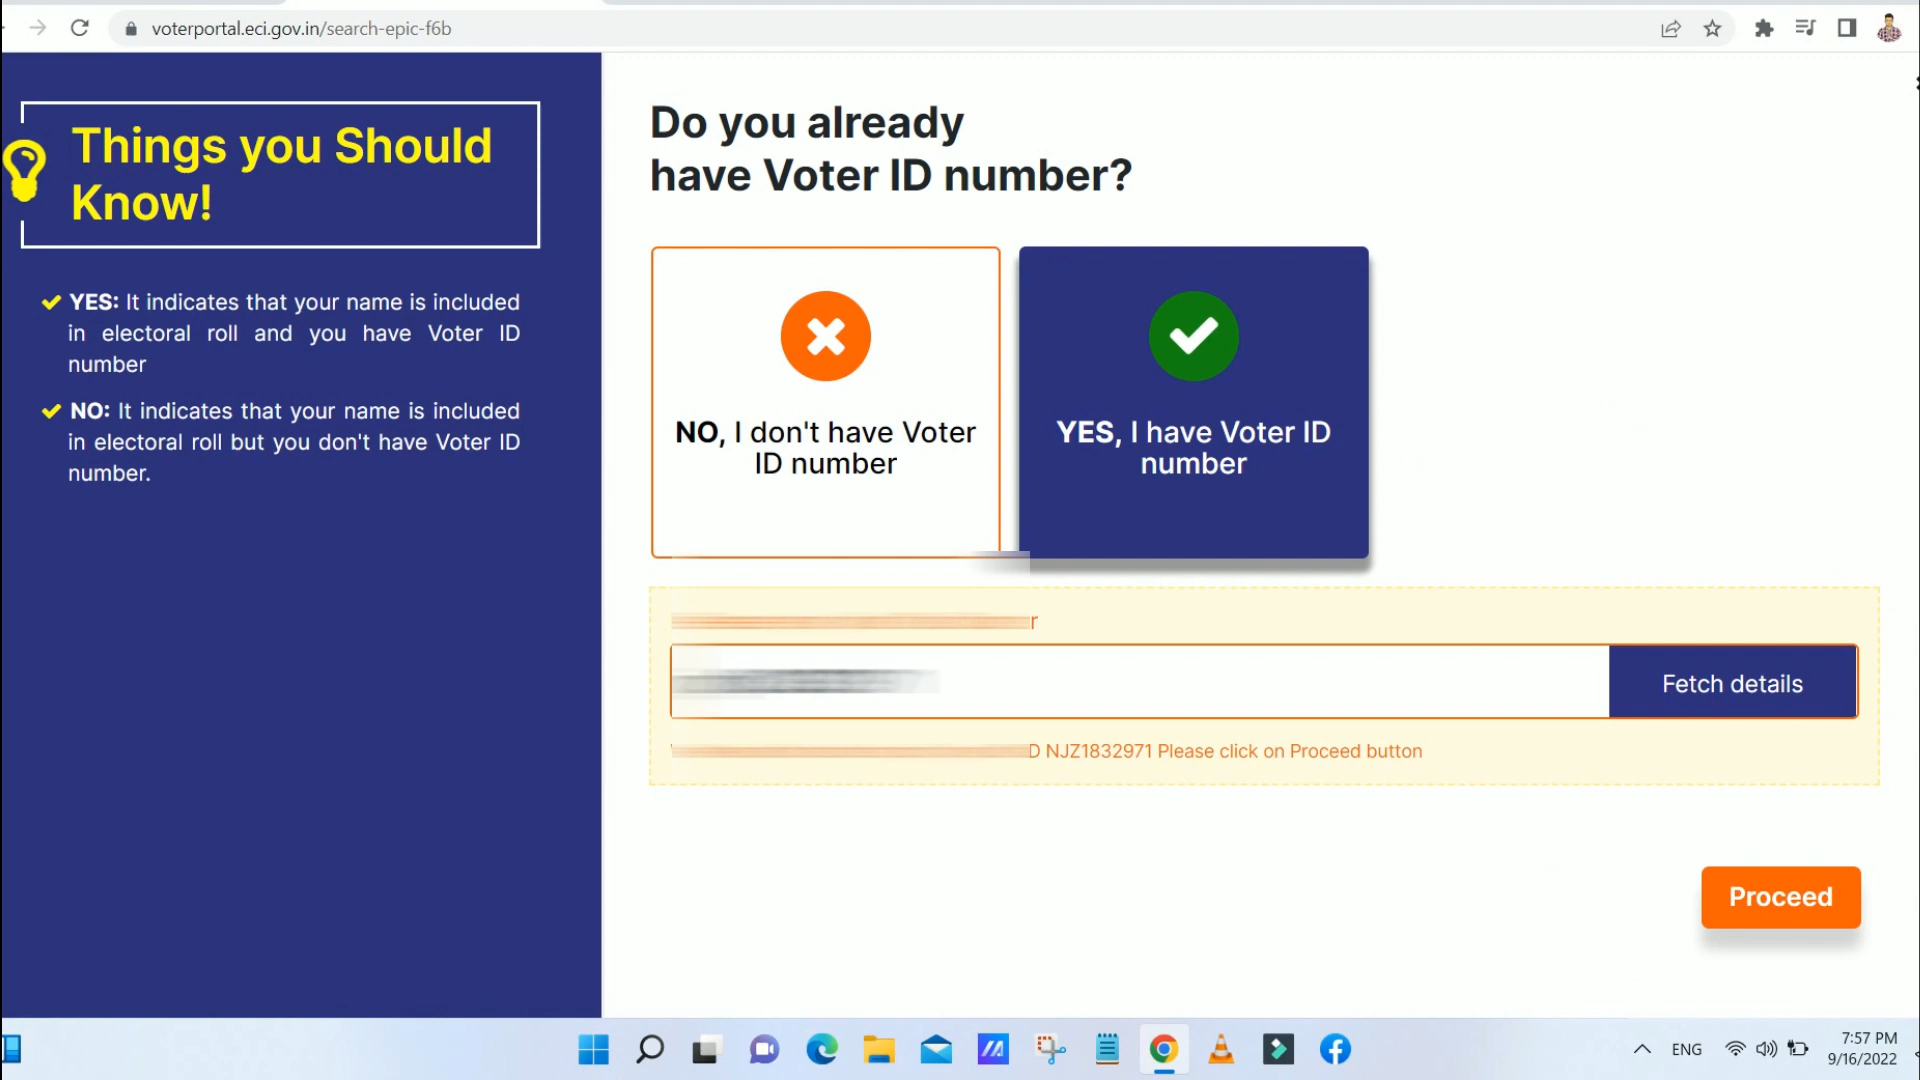 voterportal.eci.gov.in/search-epic-f6b
Things you Should
Know!
YES: It indicates that your name is included
in electoral roll and you have Voter ID
number
NO: It indicates that your name is included
in electoral roll but you don't have Voter ID
number.
Do you already
have Voter ID number?
NO, I don't have Voter
ID number
YES, I have Voter ID
number
Fetch details
NJZ1832971 Please click on Proceed button
Proceed
ENG
7:57 PM
9/16/2022